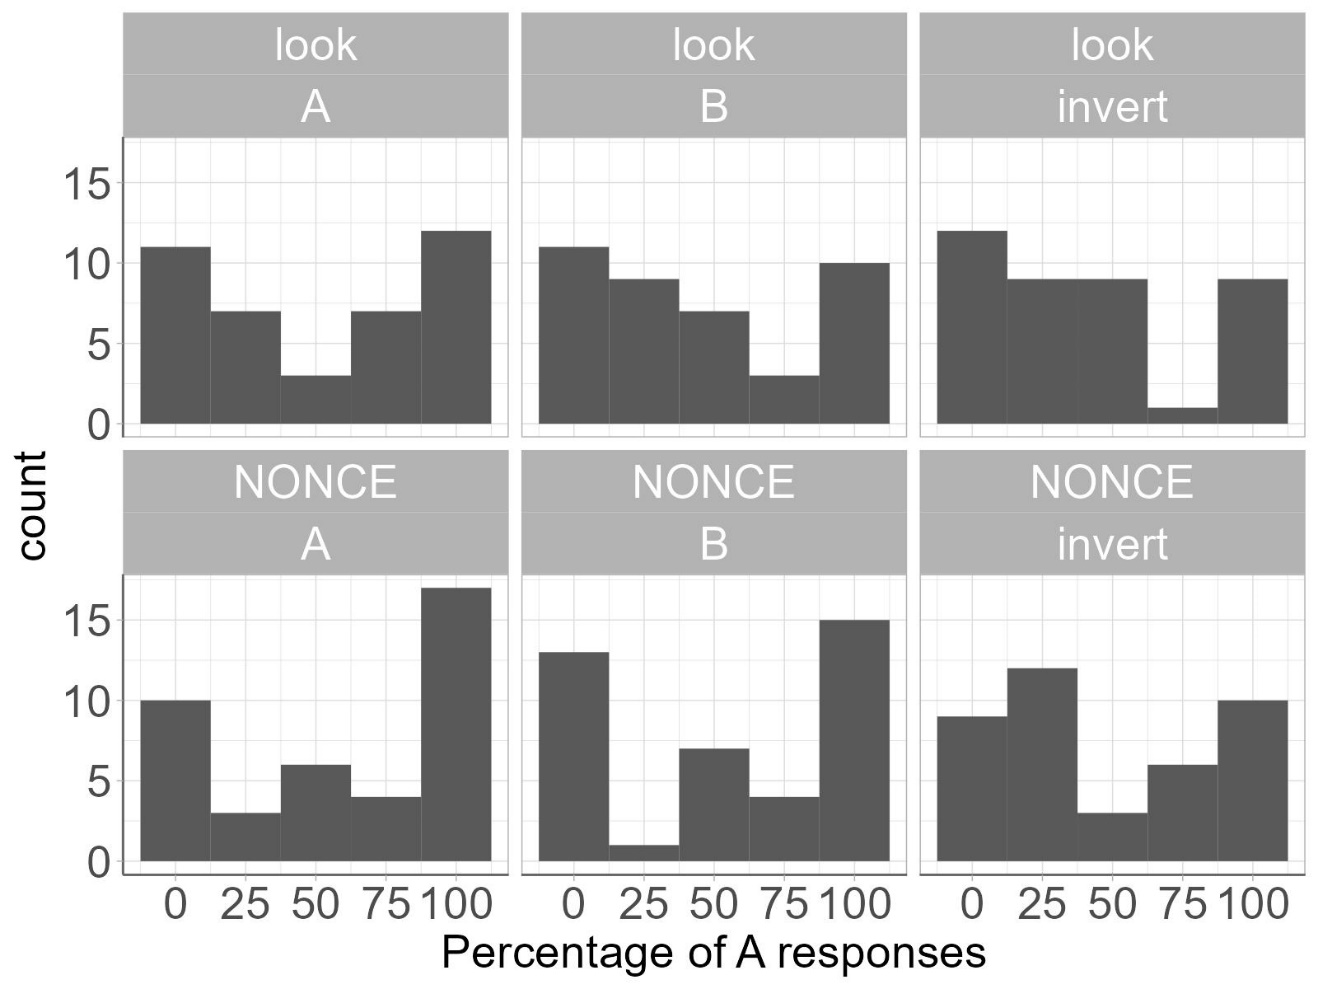 look look look
A B invert
15
10
5
0
count
NONCE NONCE NONCE
A B invert
15
10
5
0
0 25 50 75 100 0 25 50 75 100 0 25 50 75 100
Percentage of A responses